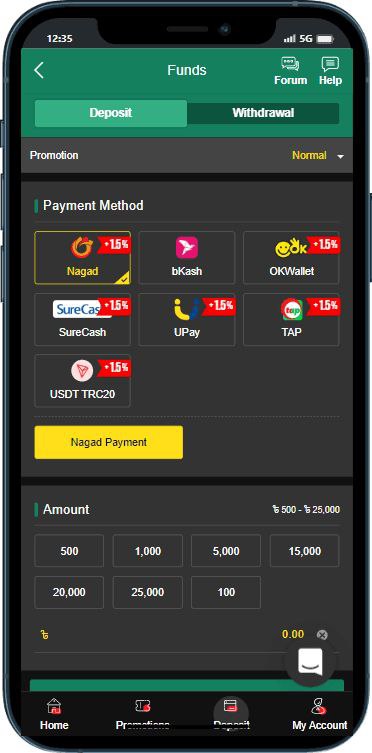 12:35
5G
Funds
Forum
Help
Deposit
Withdrawal
Promotion
Normal
Payment Method
+1.5%
Nagad
bKash
OK
+1.5%
OKWallet
SureCas
+1.5%
SureCash
+1.5%
UPay
tap
+1.5%
TAP
+1.5%
USDT TRC20
Nagad Payment
Amount
৳ 500 - ৳ 25,000
500
1,000
5,000
15,000
20,000
25,000
100
৳
0.00
Home
Promotions
Deposit
My Account